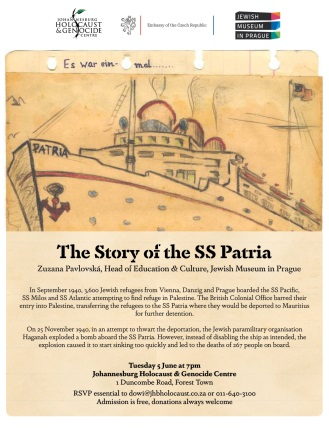 JOHANNESBURG
HOLOCAUST
& GENOCIDE
CENTRE
Embassy of the Czech Republic
JEWISH
MUSEUM
IN PRAGUE
Es war ein- mal.......
PATRIA
The Story of the SS Patria
Zuzana Pavlovská, Head of Education & Culture, Jewish Museum in Prague
In September 1940, 3,600 Jewish refugees from Vienna, Danzig and Prague boarded the SS Pacific,
SS Milos and SS Atlantic attempting to find refuge in Palestine. The British Colonial Office barred their
entry into Palestine, transferring the refugees to the SS Patria where they would be deported to Mauritius
for further detention.
On 25 November 1940, in an attempt to thwart the deportation, the Jewish paramilitary organisation
Haganah exploded a bomb aboard the SS Patria. However, instead of disabling the ship as intended, the
explosion caused it to start sinking too quickly and led to the deaths of 267 people on board.
Tuesday 5 June at 7pm
Johannesburg Holocaust & Genocide Centre
1 Duncombe Road, Forest Town
RSVP essential to dowi@jhbholocaust.co.za or 011-640-3100
Admission is free, donations always welcome